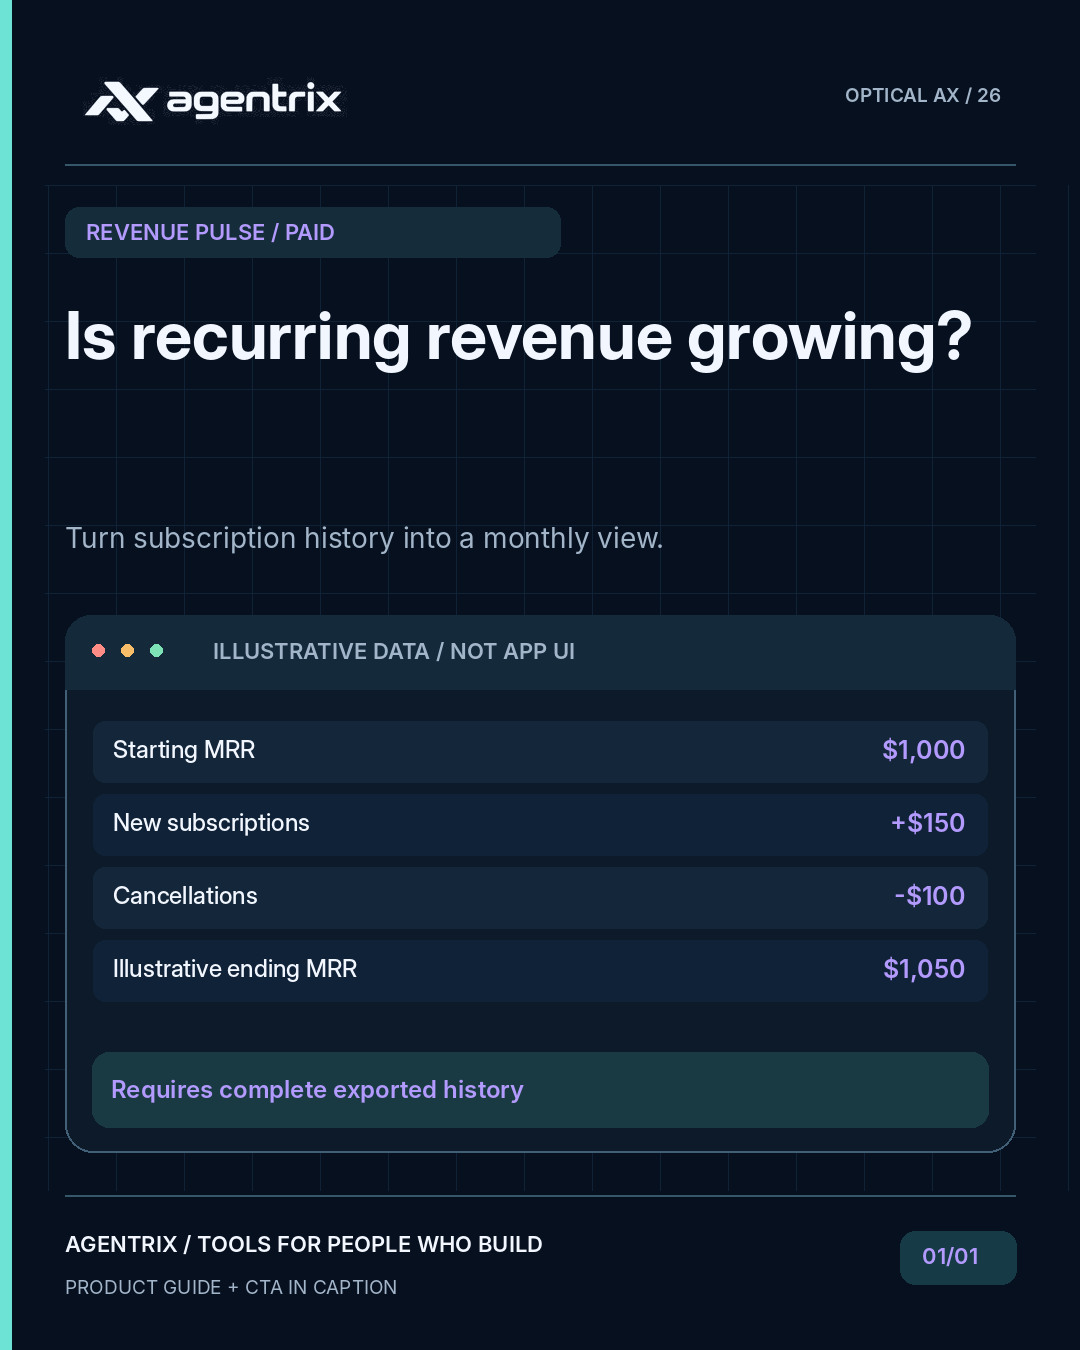 agentrix
OPTICAL AX / 26
REVENUE PULSE / PAID
Is recurring revenue growing?
Turn subscription history into a monthly view.
ILLUSTRATIVE DATA / NOT APP UI
Starting MRR $1,000
New subscriptions +$150
Cancellations -$100
Illustrative ending MRR $1,050
Requires complete exported history
AGENTRIX / TOOLS FOR PEOPLE WHO BUILD
01/01
PRODUCT GUIDE + CTA IN CAPTION